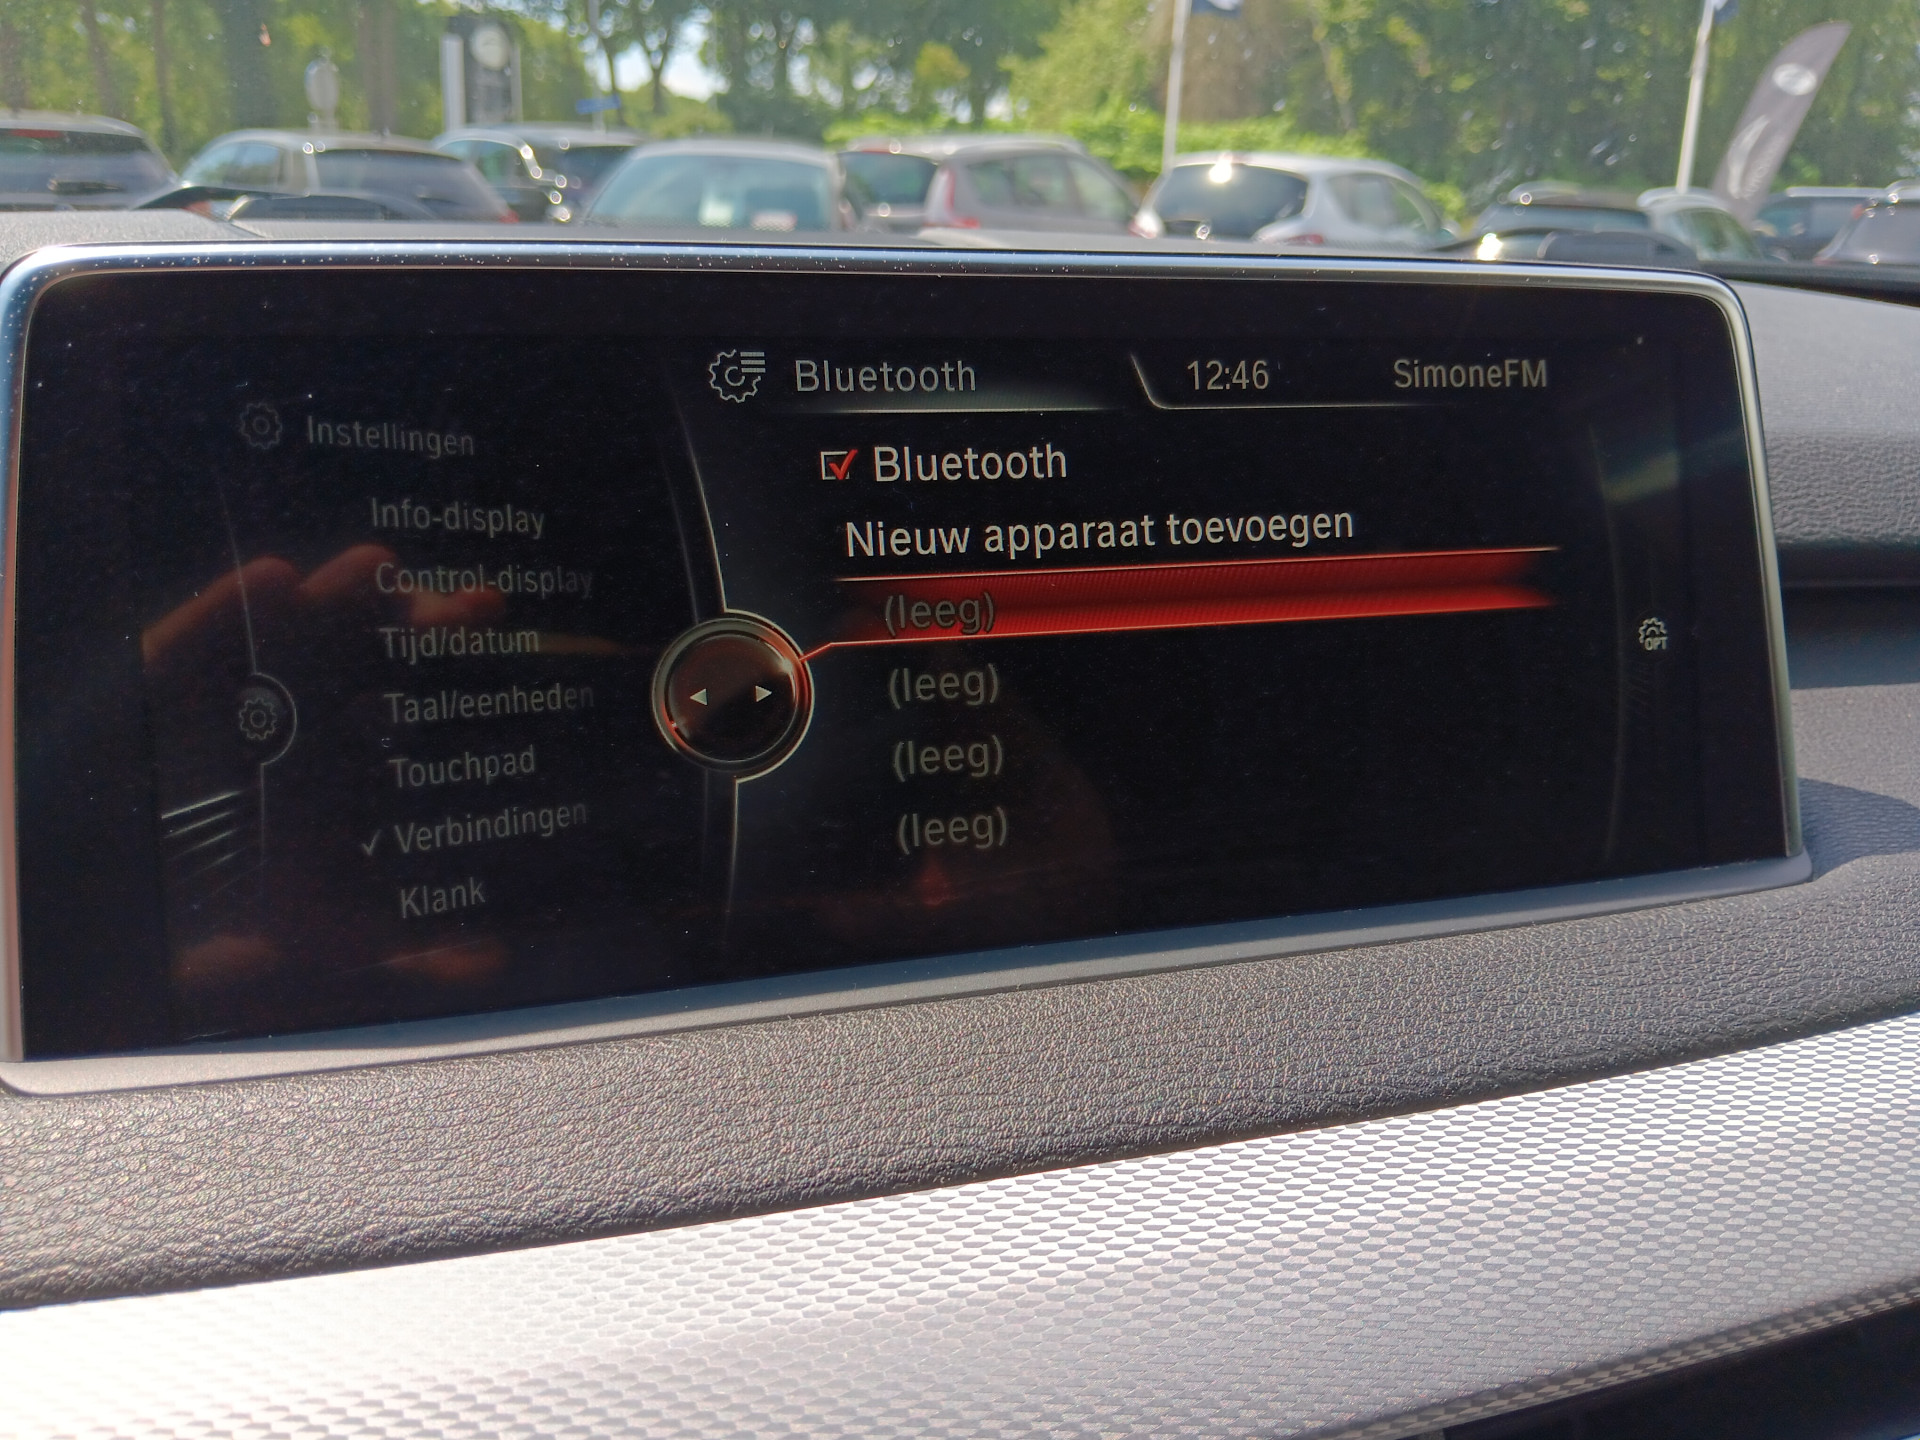 Bluetooth
12:46
SimoneFM
Instellingen
Info-display
Control-display
Tijd/datum
Taal/eenheden
Touchpad
✓ Verbindingen
Klank
Bluetooth
Nieuw apparaat toevoegen
(leeg)
(leeg)
(leeg)
(leeg)
OPT